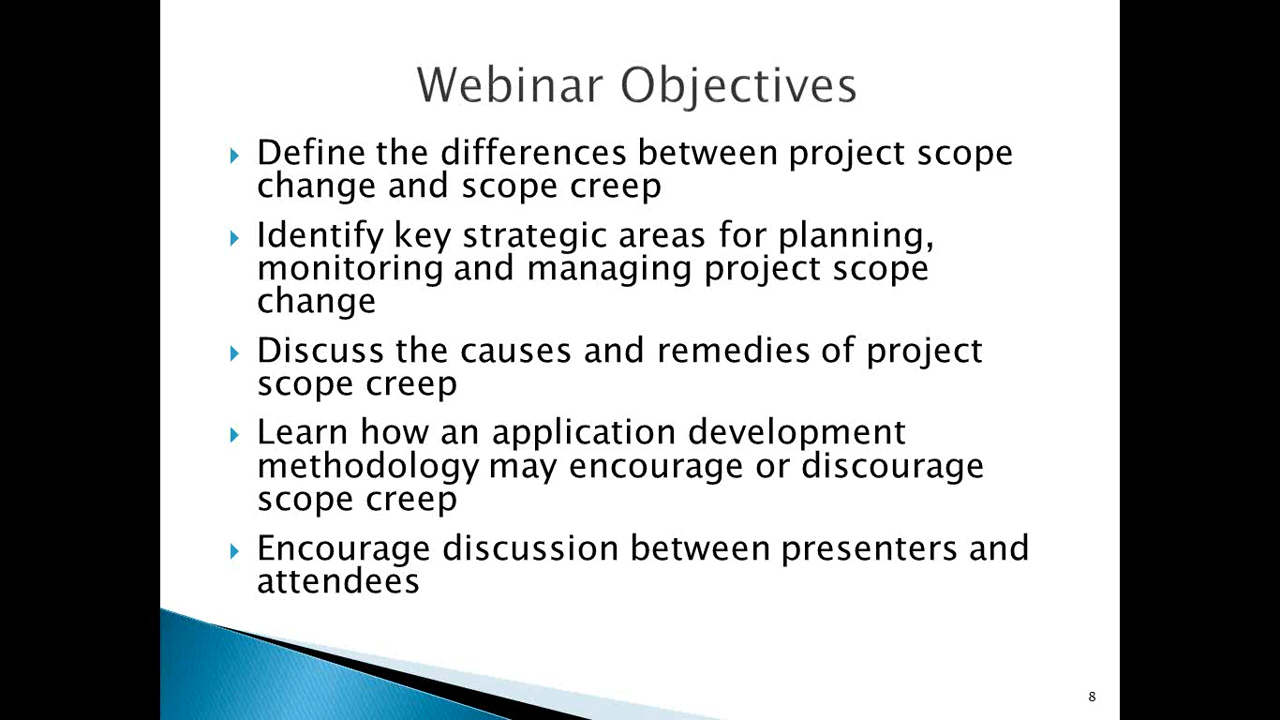 Webinar Objectives
Define the differences between project scope
change and scope creep
Identify key strategic areas for planning,
monitoring and managing project scope
change
Discuss the causes and remedies of project
scope creep
Learn how an application development
methodology may encourage or discourage
scope creep
Encourage discussion between presenters and
attendees
8